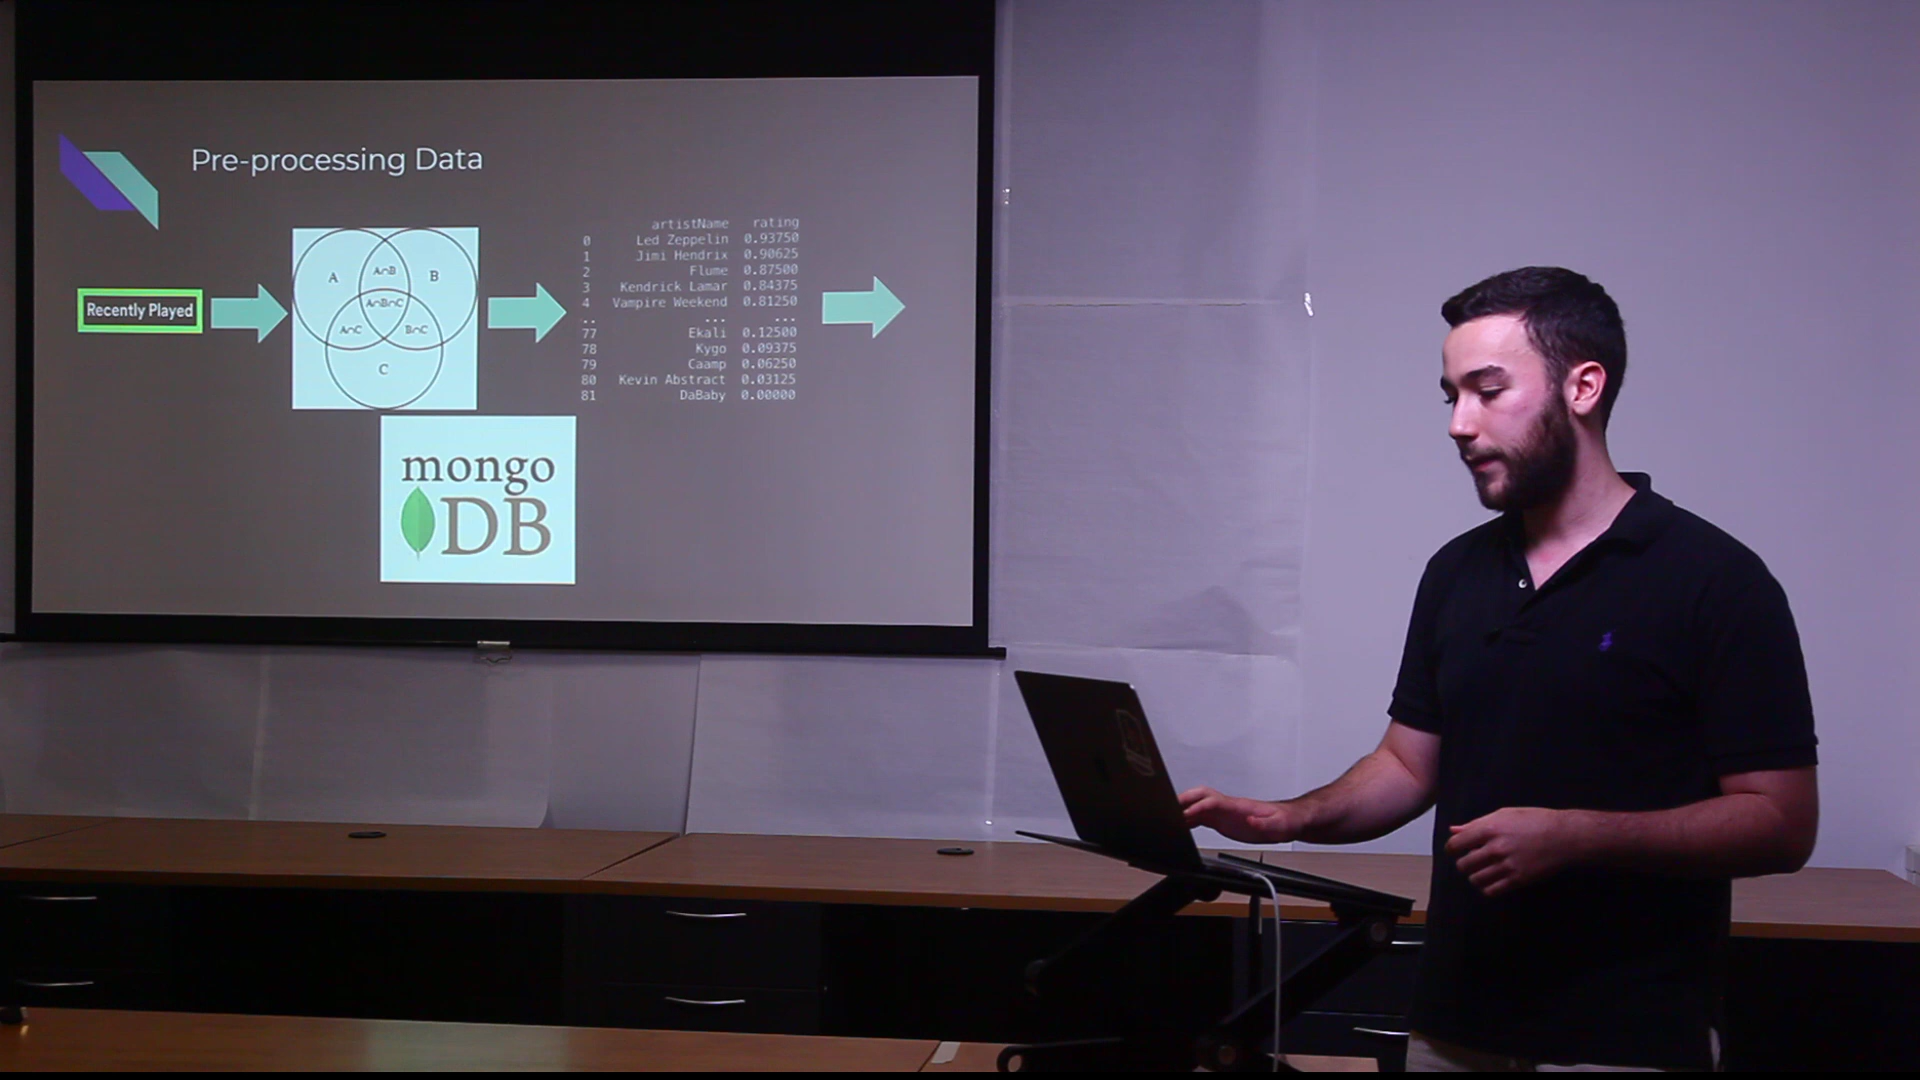 Pre-processing Data
Recently Played
A
A∩B
B
A∩B∩C
A∩C
B∩C
C
artistName rating
0 Led Zeppelin 0.93750
1 Jimi Hendrix 0.90625
2 Flume 0.87500
3 Kendrick Lamar 0.84375
4 Vampire Weekend 0.81250
.. ... ...
77 Ekali 0.12500
78 Kygo 0.09375
79 Caamp 0.06250
80 Kevin Abstract 0.03125
81 DaBaby 0.00000
mongo
DB